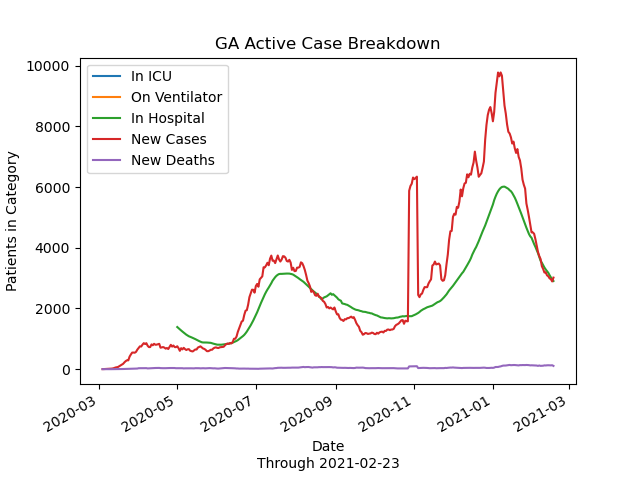 GA Active Case Breakdown
In ICU
On Ventilator
In Hospital
New Cases
New Deaths
Patients in Category
10000
8000
6000
4000
2000
0
2020-03
2020-05
2020-07
2020-09
2020-11
2021-01
2021-03
Date
Through 2021-02-23